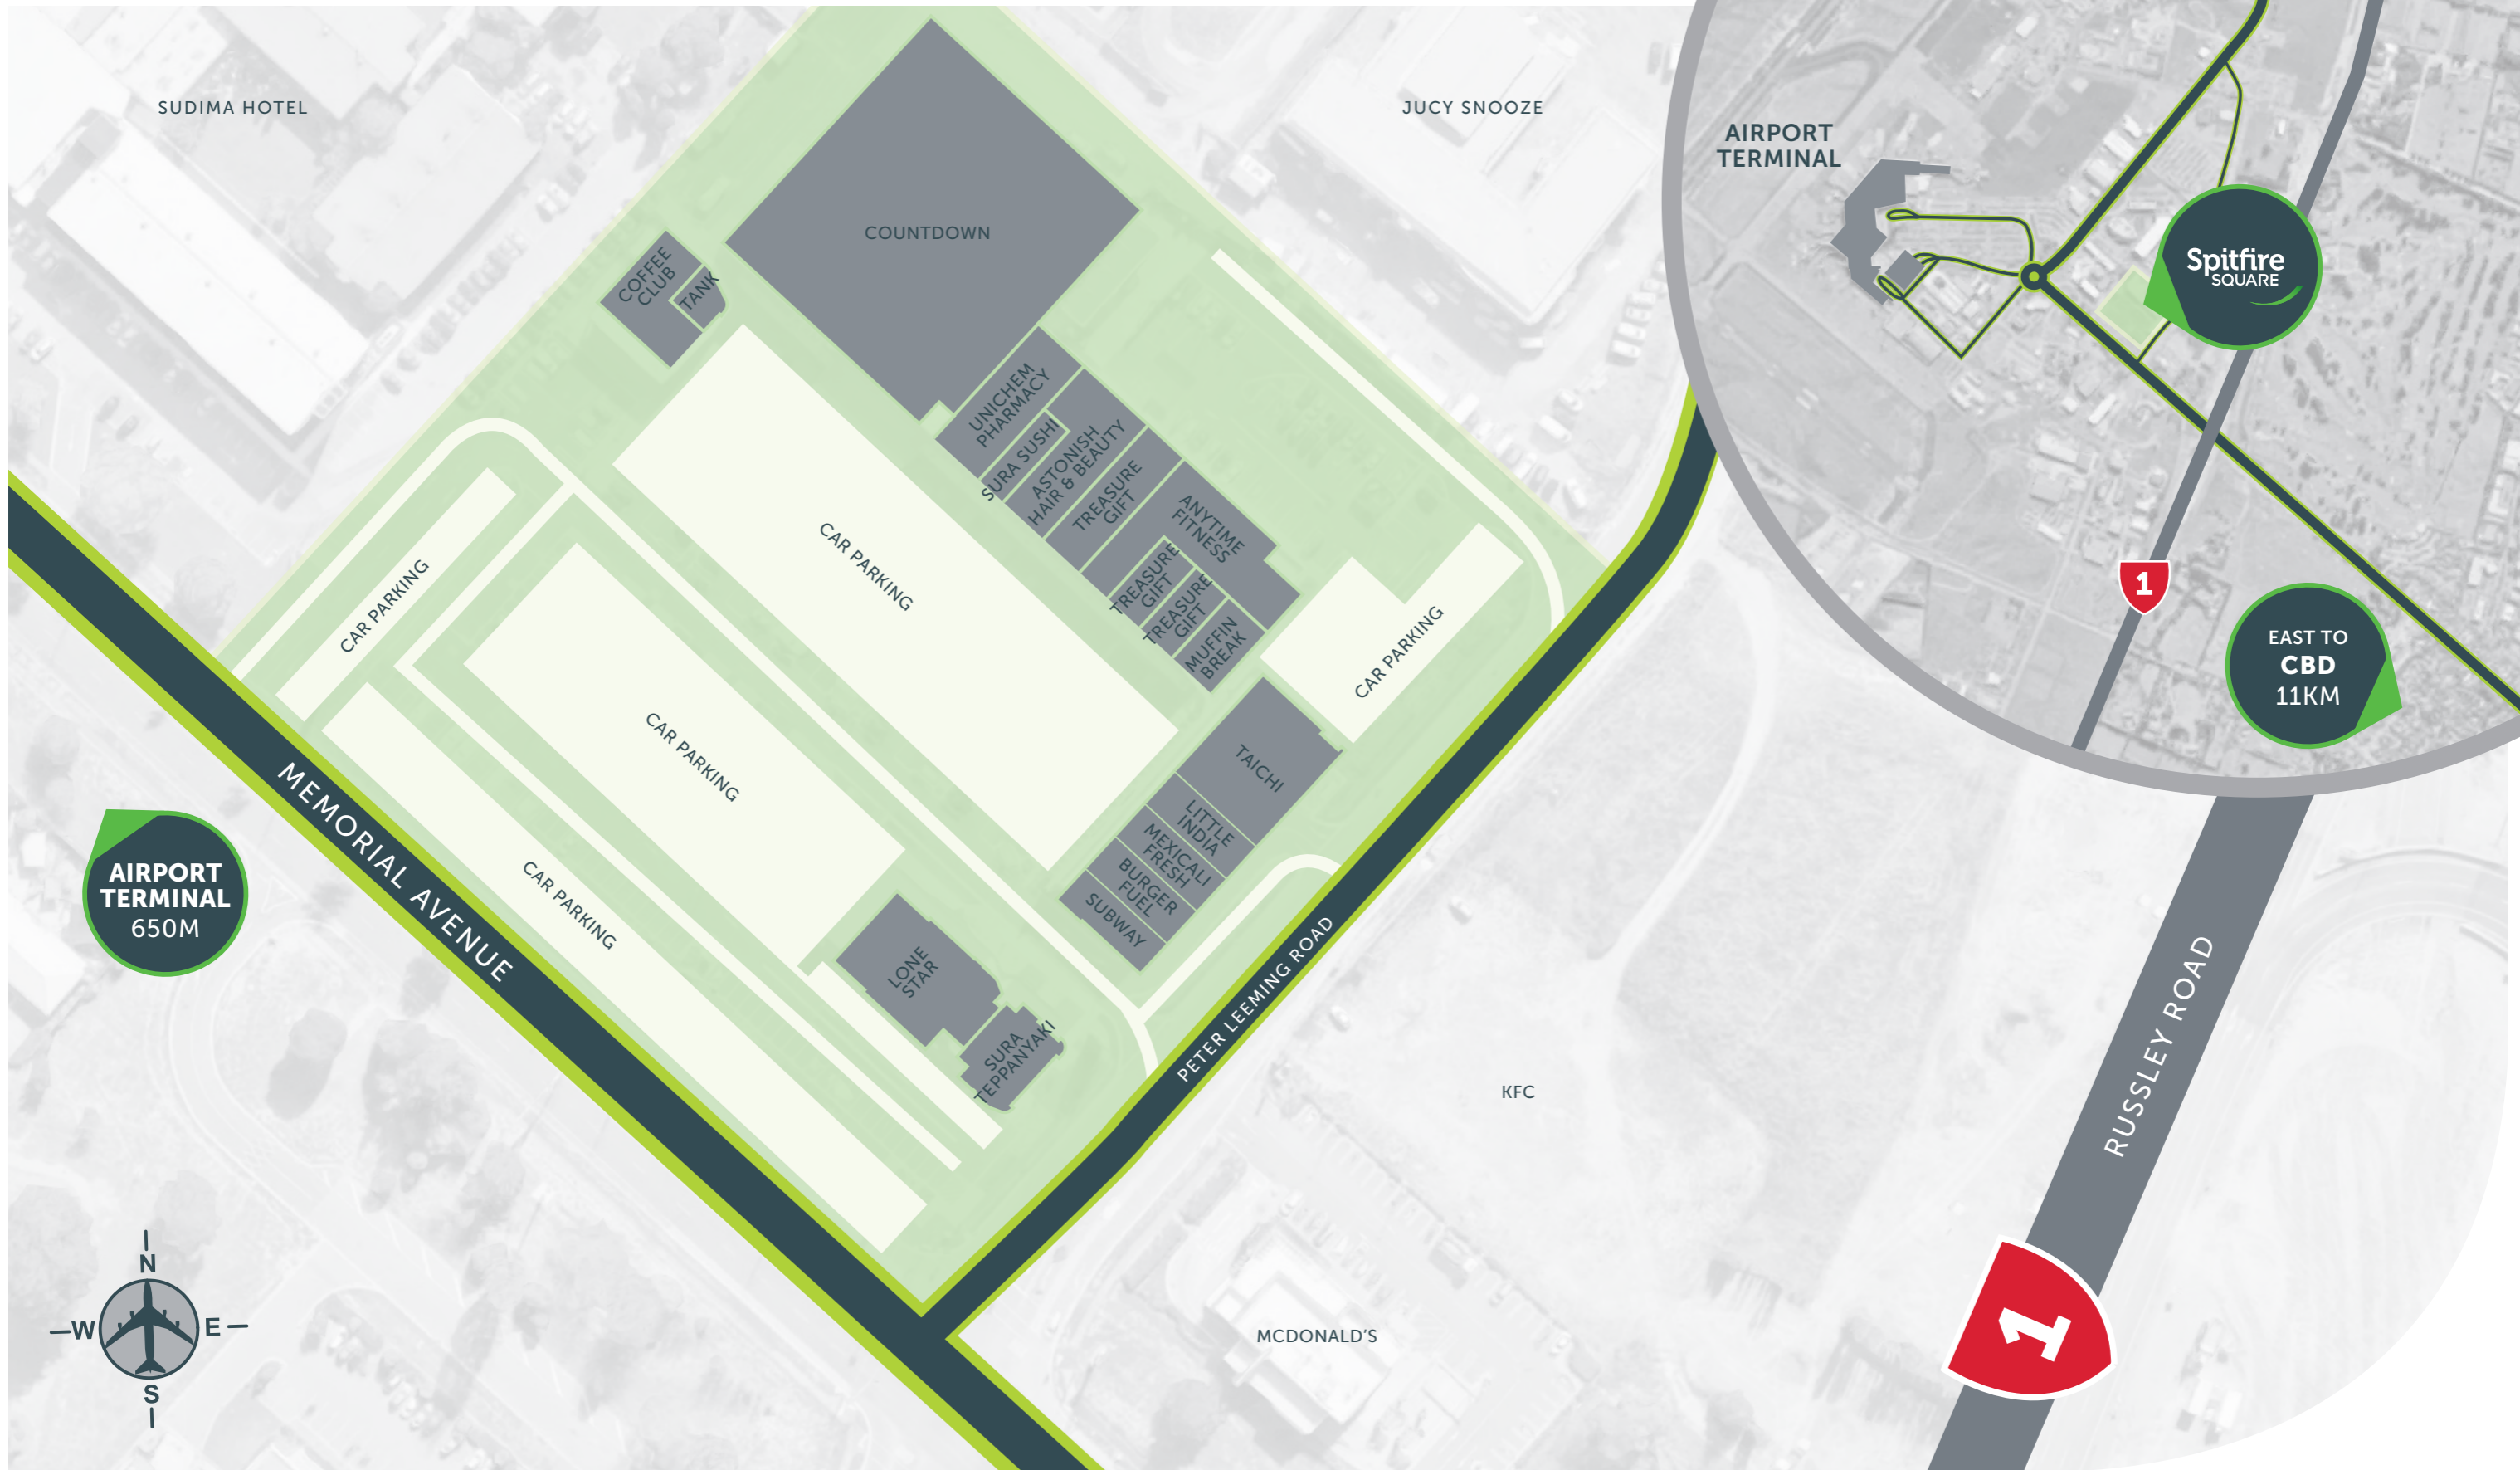 SUDIMA HOTEL
JUCY SNOOZE
AIRPORT
TERMINAL
COUNTDOWN
COFFEE
CLUB
TANK
Spitfire
SQUARE
UNICHEM
PHARMACY
SURA SUSHI
ASTONISH
HAIR & BEAUTY
TREASURE
GIFT
ANYTIME
FITNESS
TREASURE
GIFT
TREASURE
GIFT
MUFFIN
BREAK
CAR PARKING
CAR PARKING
CAR PARKING
CAR PARKING
CAR PARKING
1
EAST TO
CBD
11KM
TAICHI
LITTLE
INDIA
MEXICALI
FRESH
BURGER
FUEL
SUBWAY
MEMORIAL AVENUE
AIRPORT
TERMINAL
650M
LONE
STAR
SURA
TEPPANYAKI
PETER LEEMING ROAD
RUSSLEY ROAD
KFC
MCDONALD'S
1
N
W
E
S